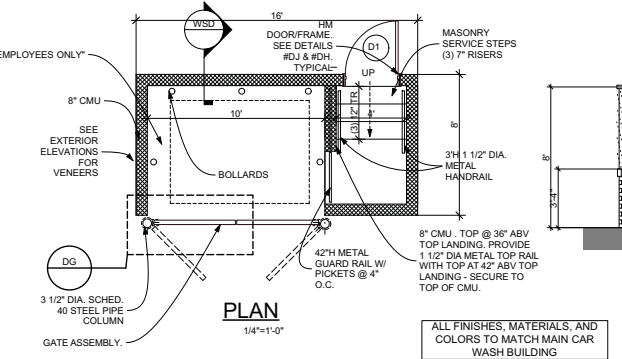 16'
WSD
HM
DOOR/FRAME.
SEE DETAILS
#DJ & #DH.
TYPICAL
D1
MASONRY
SERVICE STEPS
(3) 7" RISERS
EMPLOYEES ONLY"
UP
8" CMU
10'
4'
(3) 12" TR
8'
8'
3'-4"
SEE
EXTERIOR
ELEVATIONS
FOR
VENEERS
BOLLARDS
3'H 1 1/2" DIA.
METAL
HANDRAIL
DG
42"H METAL
GUARD RAIL W/
PICKETS @ 4"
O.C.
8" CMU . TOP @ 36" ABV
TOP LANDING. PROVIDE
1 1/2" DIA METAL TOP RAIL
WITH TOP AT 42" ABV TOP
LANDING - SECURE TO
TOP OF CMU.
3 1/2" DIA. SCHED.
40 STEEL PIPE
COLUMN
GATE ASSEMBLY.
PLAN
1/4"=1'-0"
ALL FINISHES, MATERIALS, AND
COLORS TO MATCH MAIN CAR
WASH BUILDING